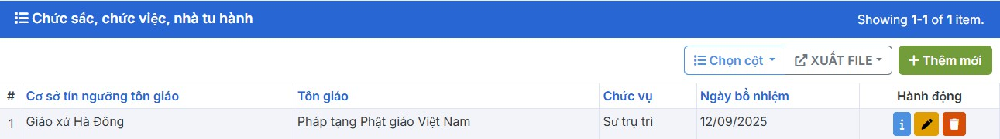 Chức sắc, chức việc, nhà tu hành Showing 1-1 of 1 item.
Chọn cột XUẤT FILE Thêm mới
# Cơ sở tín ngưỡng tôn giáo Tôn giáo Chức vụ Ngày bổ nhiệm Hành động
1 Giáo xứ Hà Đông Pháp tạng Phật giáo Việt Nam Sư trụ trì 12/09/2025